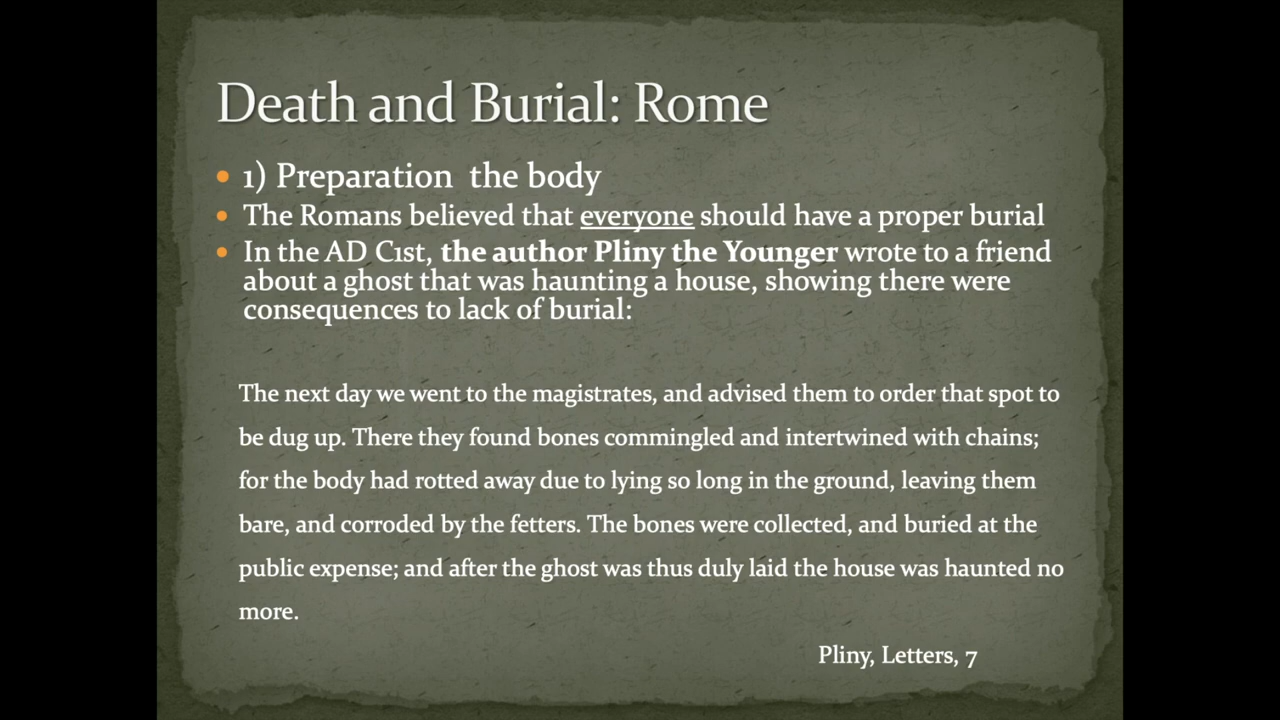 Death and Burial: Rome
• 1) Preparation  the body
• The Romans believed that everyone should have a proper burial
• In the AD C1st, the author Pliny the Younger wrote to a friend
about a ghost that was haunting a house, showing there were
consequences to lack of burial:
The next day we went to the magistrates, and advised them to order that spot to
be dug up. There they found bones commingled and intertwined with chains;
for the body had rotted away due to lying so long in the ground, leaving them
bare, and corroded by the fetters. The bones were collected, and buried at the
public expense; and after the ghost was thus duly laid the house was haunted no
more.
Pliny, Letters, 7